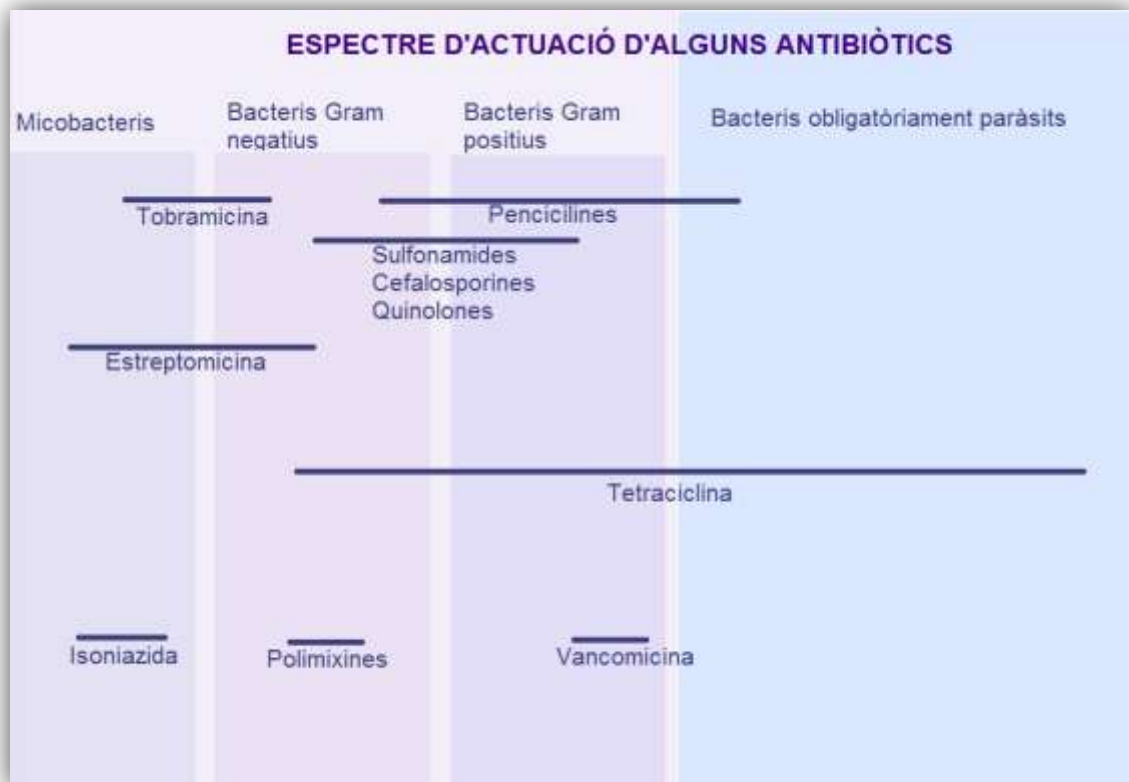 ESPECTRE D'ACTUACIÓ D'ALGUNS ANTIBIÒTICS
Micobacteris
Bacteris Gram
negatius
Bacteris Gram
positius
Bacteris obligatòriament paràsits
Tobramicina
Pencicilines
Sulfonamides
Cefalosporines
Quinolones
Estreptomicina
Tetraciclina
Isoniazida
Polimixines
Vancomicina